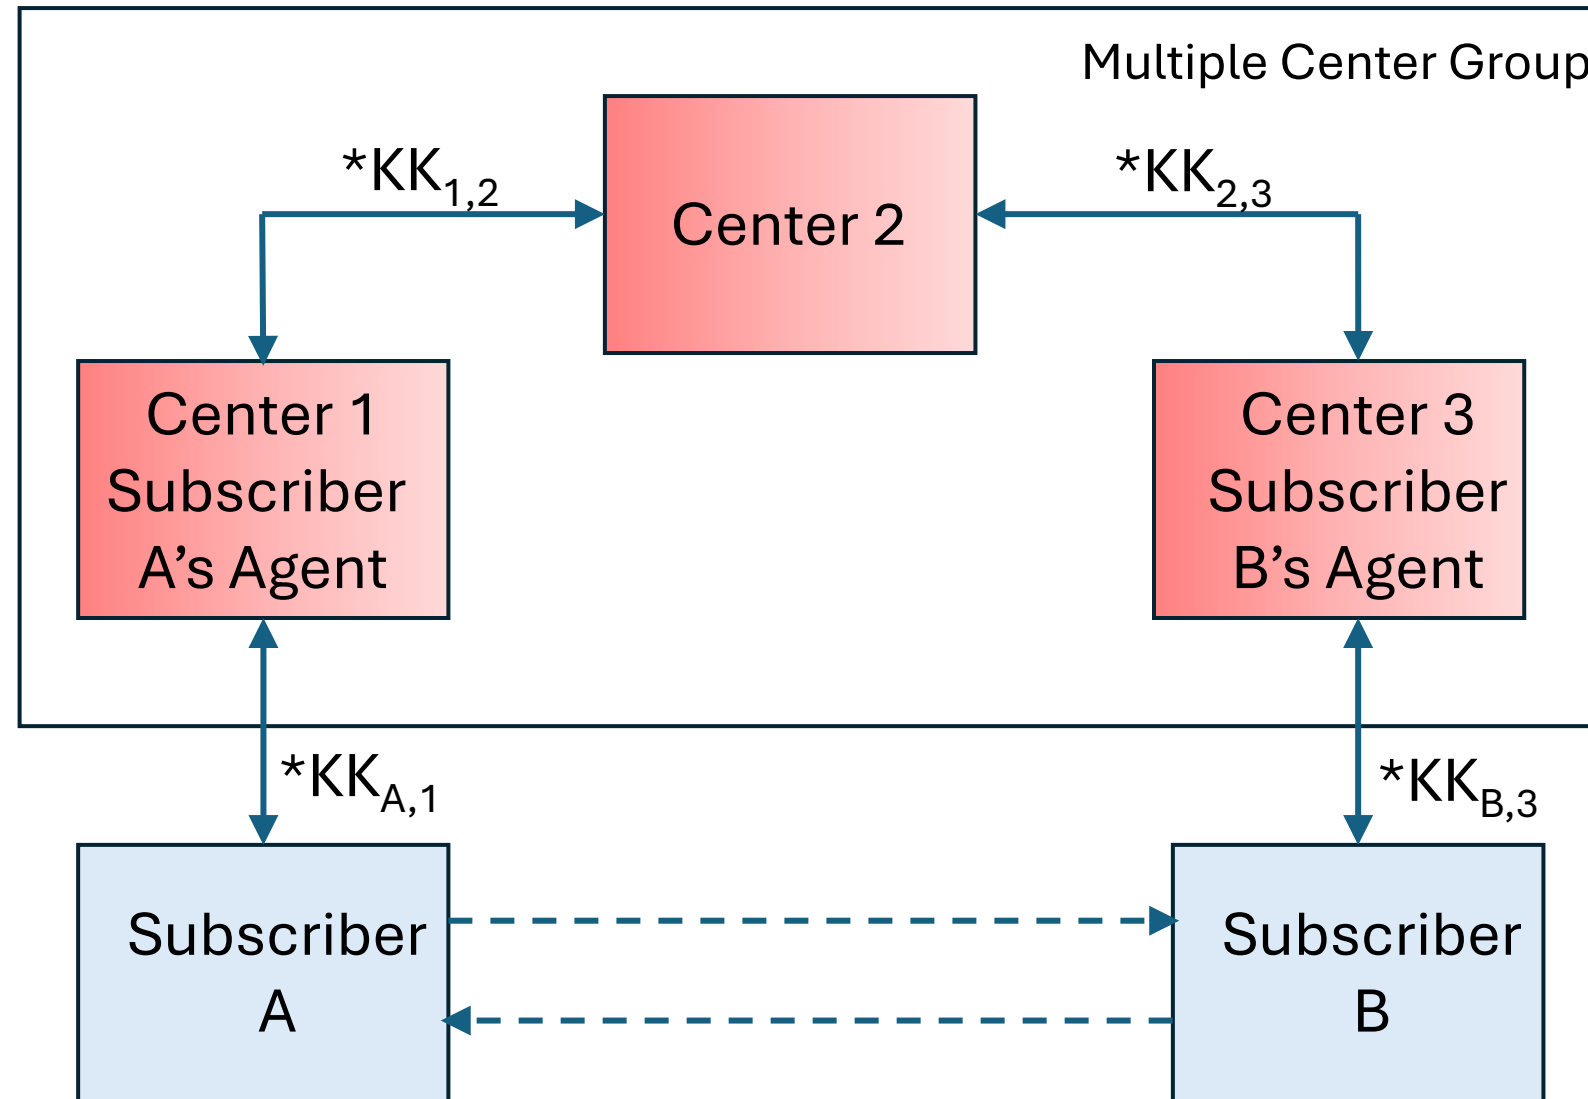 Multiple Center Group
*KK1,2
*KK2,3
Center 2
Center 1
Subscriber
A’s Agent
Center 3
Subscriber
B’s Agent
*KKA,1
*KKB,3
Subscriber
A
Subscriber
B